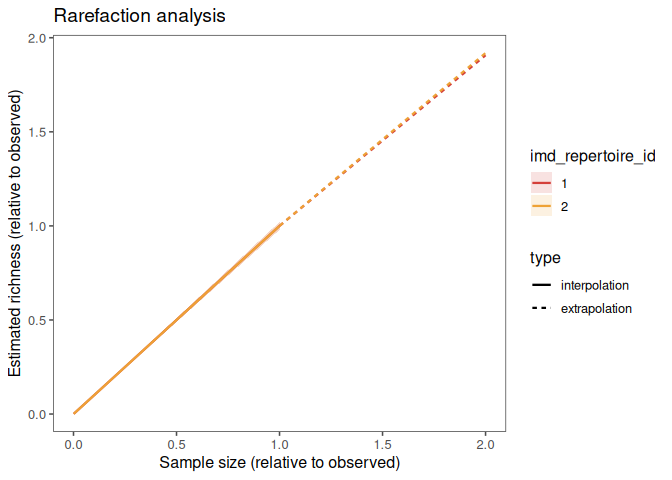 Rarefaction analysis
Estimated richness (relative to observed)
2.0
1.5
1.0
0.5
0.0
0.0 0.5 1.0 1.5 2.0
Sample size (relative to observed)
imd_repertoire_id
1
2
type
interpolation
extrapolation